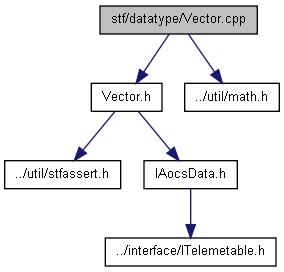 stf/datatype/Vector.cpp
Vector.h
../util/math.h
../util/stfassert.h
IAocsData.h
../interface/ITelemetable.h